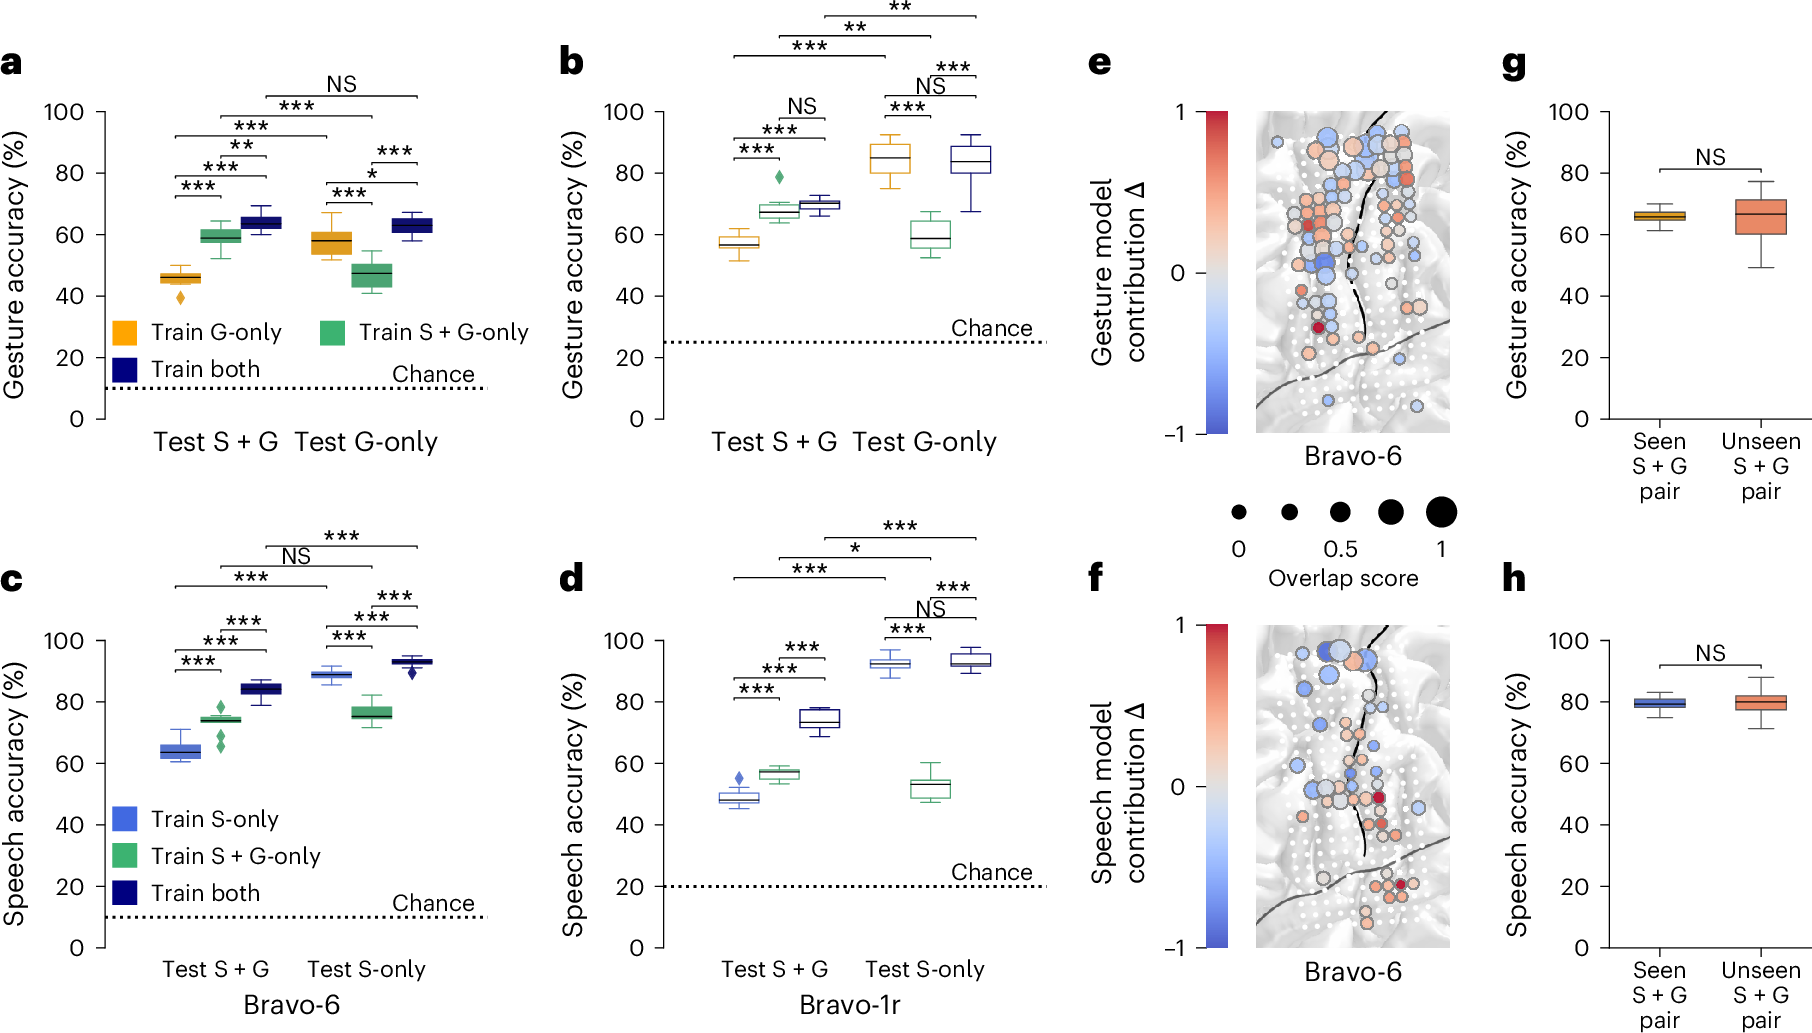 a
Gesture accuracy (%)
100
80
60
40
20
0
NS
***
***
**
***
***
***
*
***
Train G-only
Train S + G-only
Train both
Chance
Test S + G
Test G-only
b
Gesture accuracy (%)
100
80
60
40
20
0
**
**
***
***
NS
***
NS
***
***
Chance
Test S + G
Test G-only
c
Speech accuracy (%)
100
80
60
40
20
0
***
NS
***
***
***
***
***
***
***
Train S-only
Train S + G-only
Train both
Chance
Test S + G
Test S-only
Bravo-6
d
Speech accuracy (%)
100
80
60
40
20
0
***
*
***
***
NS
***
***
***
***
Chance
Test S + G
Test S-only
Bravo-1r
e
Gesture model
contribution Δ
1
0
−1
Bravo-6
0
0.5
1
Overlap score
f
Speech model
contribution Δ
1
0
−1
Bravo-6
g
Gesture accuracy (%)
100
80
60
40
20
0
NS
Seen
S + G
pair
Unseen
S + G
pair
h
Speech accuracy (%)
100
80
60
40
20
0
NS
Seen
S + G
pair
Unseen
S + G
pair